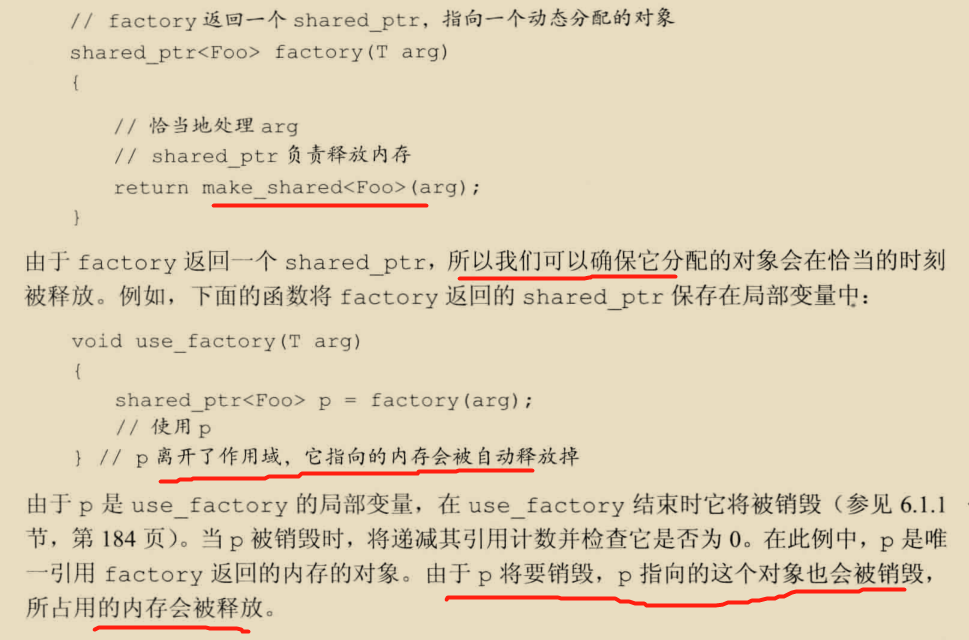 // factory 返回一个 shared_ptr，指向一个动态分配的对象
shared_ptr<Foo> factory(T arg)
{
// 恰当地处理 arg
// shared_ptr 负责释放内存
return make_shared<Foo>(arg);
}
由于 factory 返回一个 shared_ptr，所以我们可以确保它分配的对象会在恰当的时刻
被释放。例如，下面的函数将 factory 返回的 shared_ptr 保存在局部变量中：
void use_factory(T arg)
{
shared_ptr<Foo> p = factory(arg);
// 使用 p
} // p 离开了作用域，它指向的内存会被自动释放掉
由于 p 是 use_factory 的局部变量，在 use_factory 结束时它将被销毁（参见 6.1.1
节，第 184 页）。当 p 被销毁时，将递减其引用计数并检查它是否为 0。在此例中，p 是唯
一引用 factory 返回的内存的对象。由于 p 将要销毁，p 指向的这个对象也会被销毁，
所占用的内存会被释放。